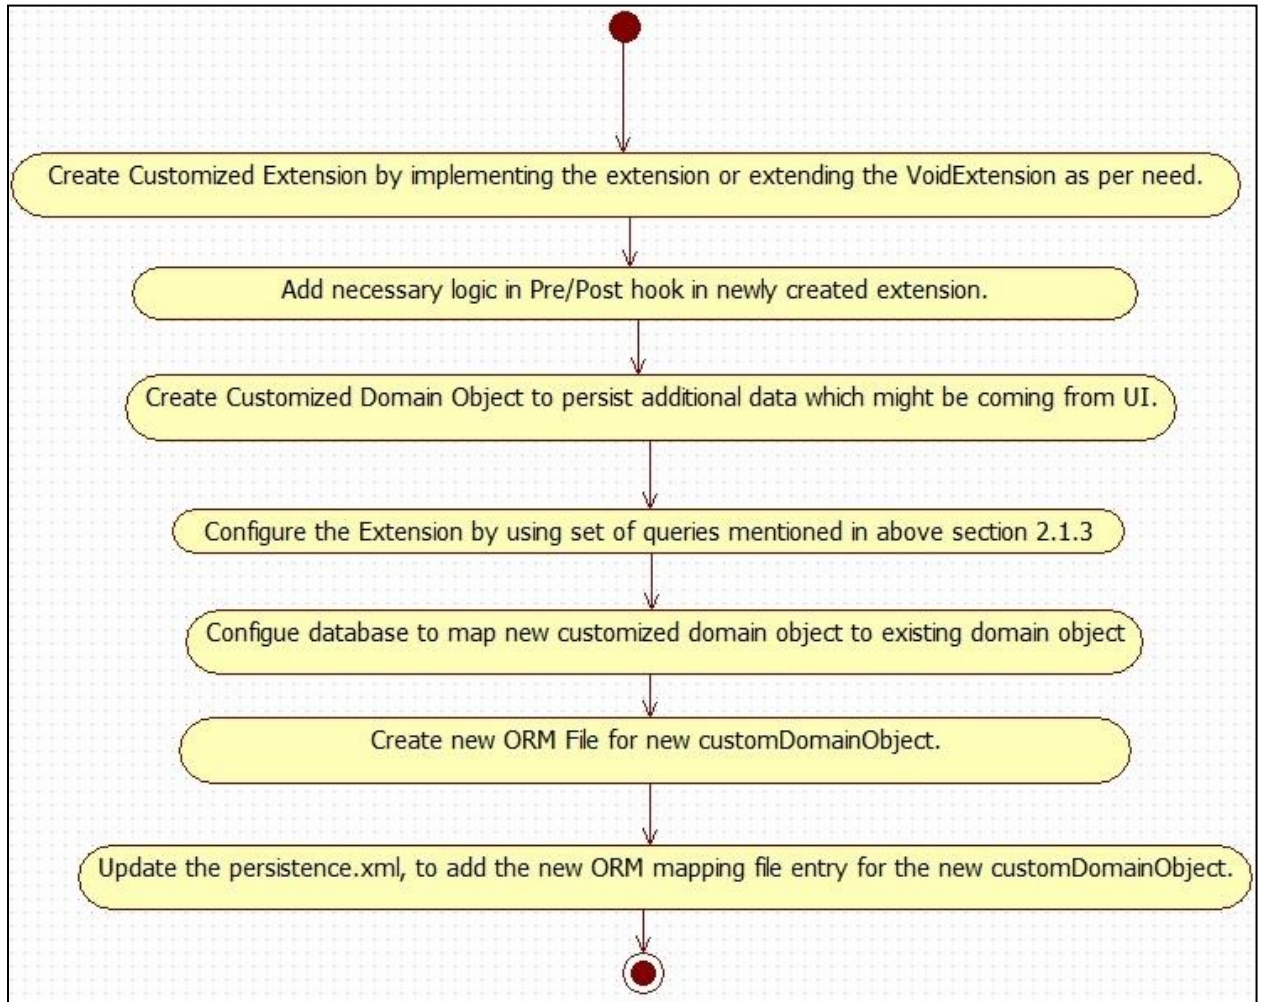 Create Customized Extension by implementing the extension or extending the VoidExtension as per need.
Add necessary logic in Pre/Post hook in newly created extension.
Create Customized Domain Object to persist additional data which might be coming from UI.
Configure the Extension by using set of queries mentioned in above section 2.1.3
Configue database to map new customized domain object to existing domain object
Create new ORM File for new customDomainObject.
Update the persistence.xml, to add the new ORM mapping file entry for the new customDomainObject.